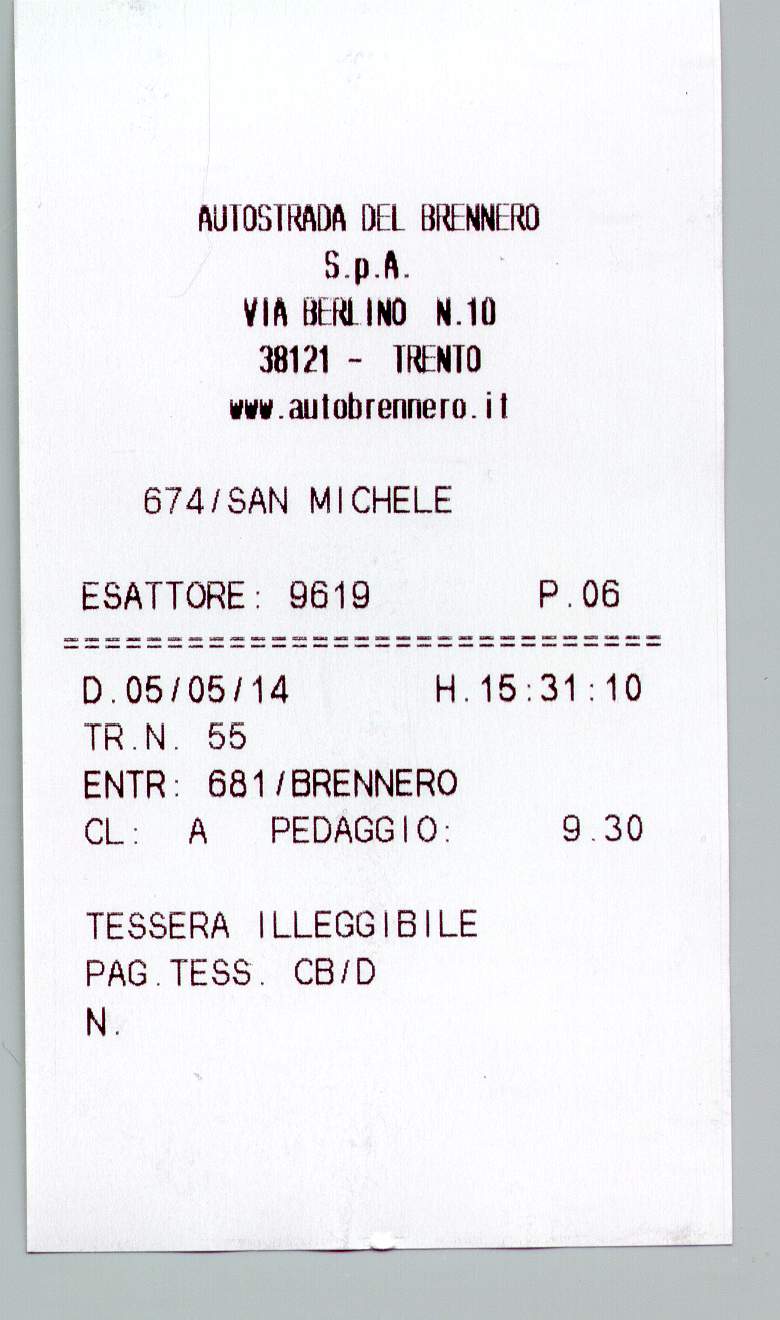 AUTOSTRADA DEL BRENNERO
S.p.A.
VIA BERLINO N.10
38121 - TRENTO
www.autobrennero.it
674/SAN MICHELE
ESATTORE: 9619 P.06
=============================
D.05/05/14 H.15:31:10
TR.N. 55
ENTR: 681/BRENNERO
CL: A PEDAGGIO: 9.30
TESSERA ILLEGGIBILE
PAG.TESS. CB/D
N.